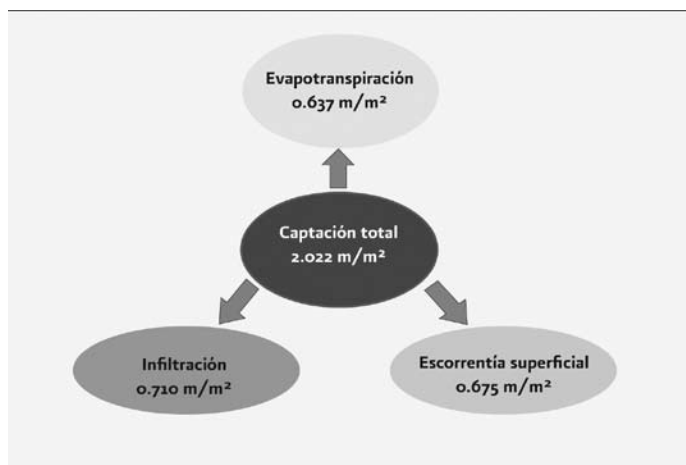 Evapotranspiración
0.637 m/m²
Captación total
2.022 m/m²
Infiltración
0.710 m/m²
Escorrentía superficial
0.675 m/m²